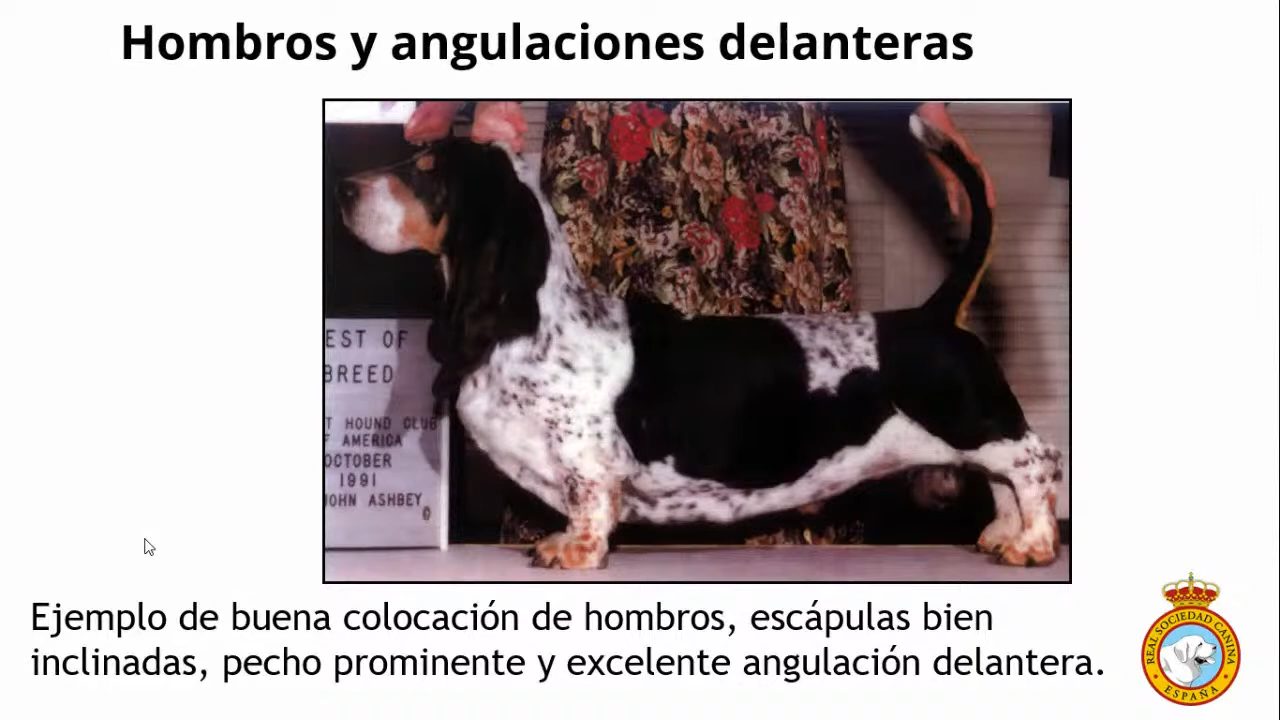 Hombros y angulaciones delanteras
EST OF
BREED
T HOUND CLUB
F AMERICA
OCTOBER
1991
JOHN ASHBEY
Ejemplo de buena colocación de hombros, escápulas bien
inclinadas, pecho prominente y excelente angulación delantera.
REAL SOCIEDAD CANINA
ESPAÑA